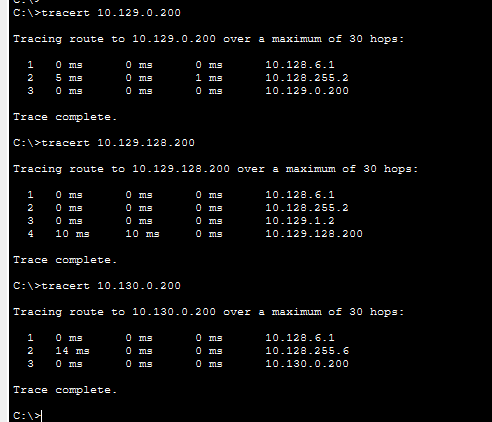 C:\>tracert 10.129.0.200
Tracing route to 10.129.0.200 over a maximum of 30 hops:
1 0 ms 0 ms 0 ms 10.128.6.1
2 5 ms 0 ms 1 ms 10.128.255.2
3 0 ms 0 ms 0 ms 10.129.0.200
Trace complete.
C:\>tracert 10.129.128.200
Tracing route to 10.129.128.200 over a maximum of 30 hops:
1 0 ms 0 ms 0 ms 10.128.6.1
2 0 ms 0 ms 0 ms 10.128.255.2
3 0 ms 0 ms 0 ms 10.129.1.2
4 10 ms 10 ms 0 ms 10.129.128.200
Trace complete.
C:\>tracert 10.130.0.200
Tracing route to 10.130.0.200 over a maximum of 30 hops:
1 0 ms 0 ms 0 ms 10.128.6.1
2 14 ms 0 ms 0 ms 10.128.255.6
3 0 ms 0 ms 0 ms 10.130.0.200
Trace complete.
C:\>